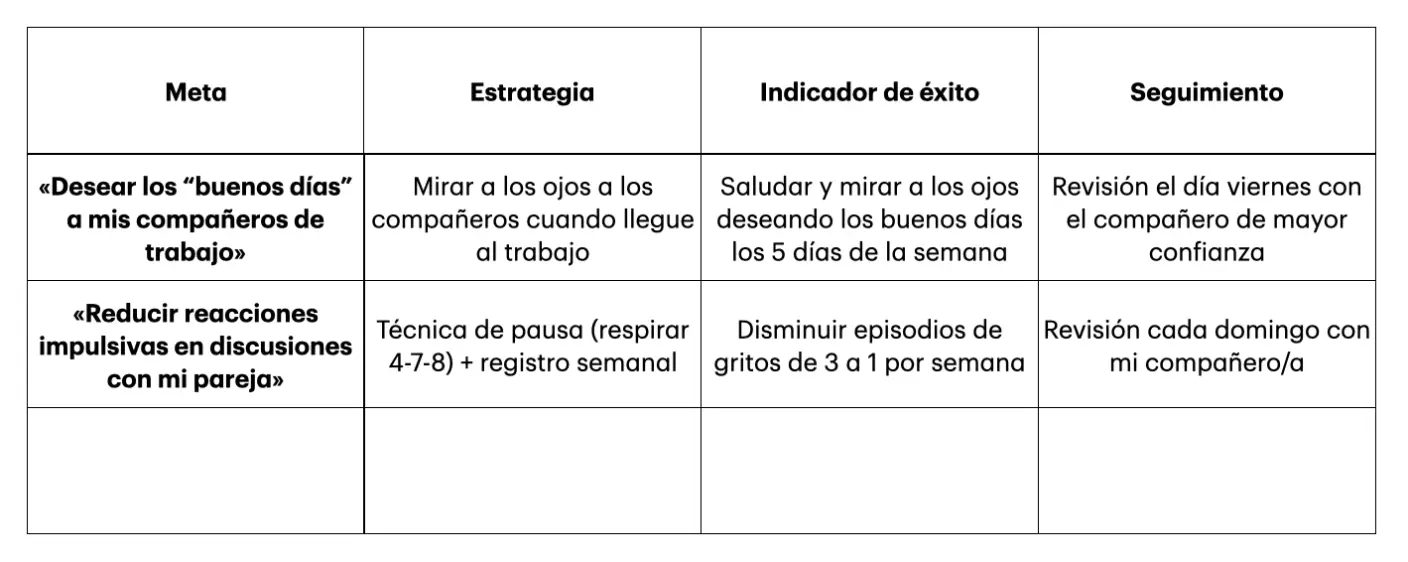 Meta
Estrategia
Indicador de éxito
Seguimiento
«Desear los “buenos días”
a mis compañeros de
trabajo»
Mirar a los ojos a los
compañeros cuando llegue
al trabajo
Saludar y mirar a los ojos
deseando los buenos días
los 5 días de la semana
Revisión el día viernes con
el compañero de mayor
confianza
«Reducir reacciones
impulsivas en discusiones
con mi pareja»
Técnica de pausa (respirar
4-7-8) + registro semanal
Disminuir episodios de
gritos de 3 a 1 por semana
Revisión cada domingo con
mi compañero/a